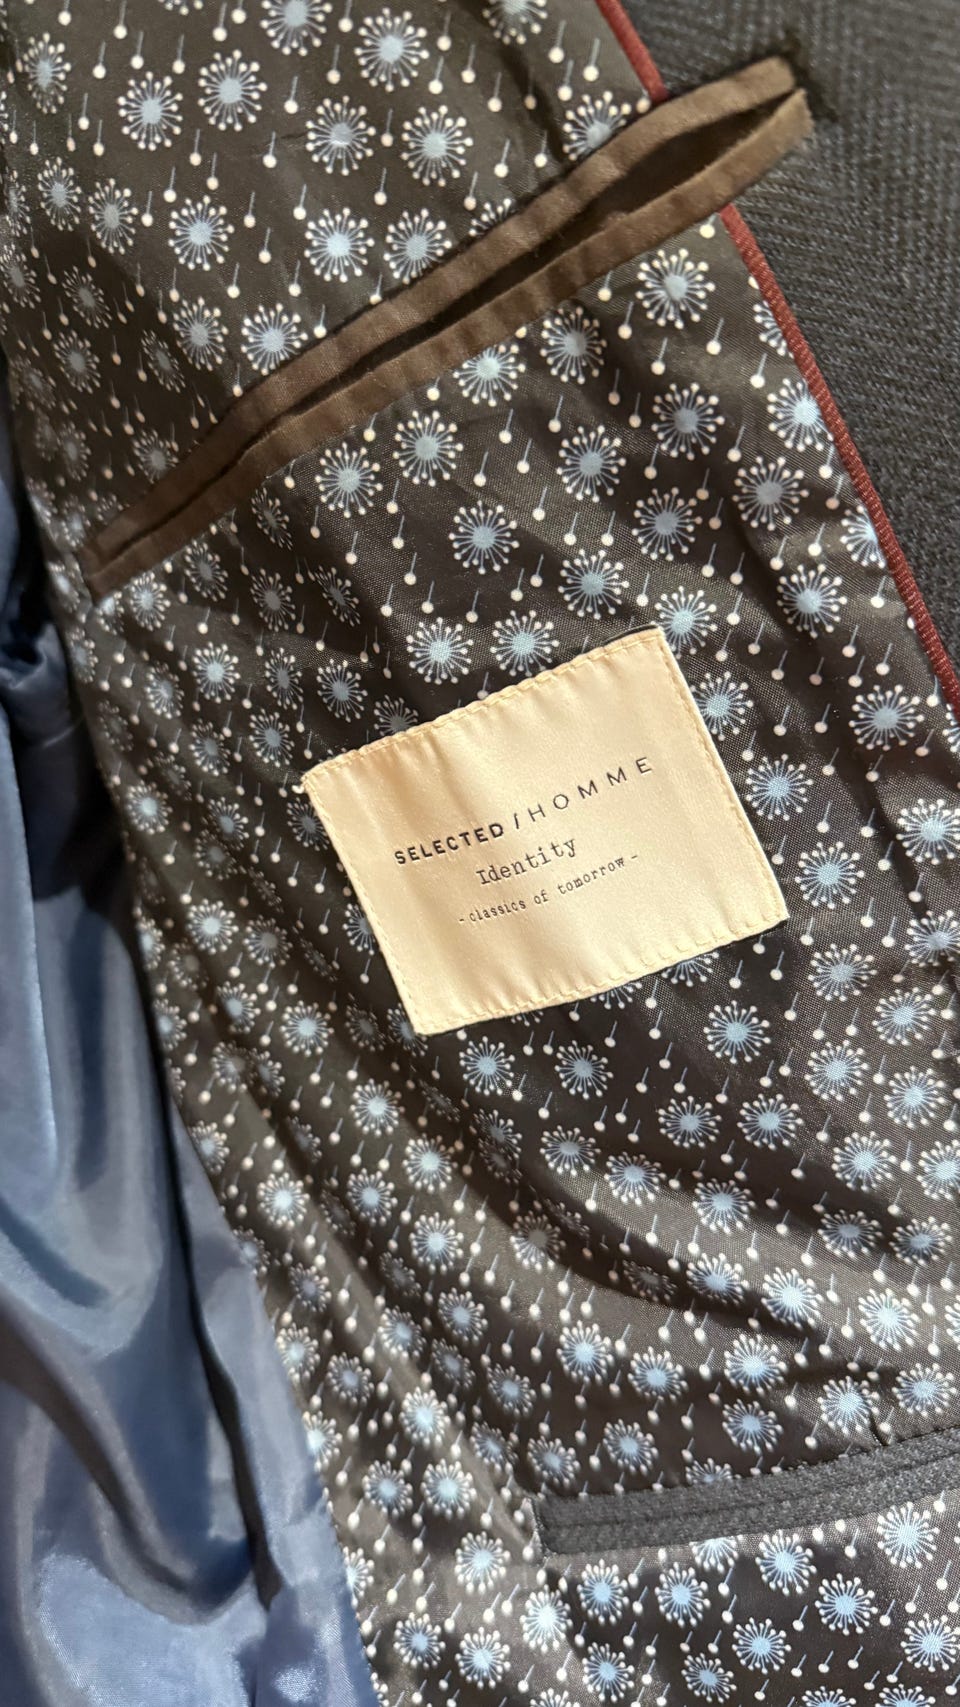 SELECTED / HOMME
Identity
- classics of tomorrow -